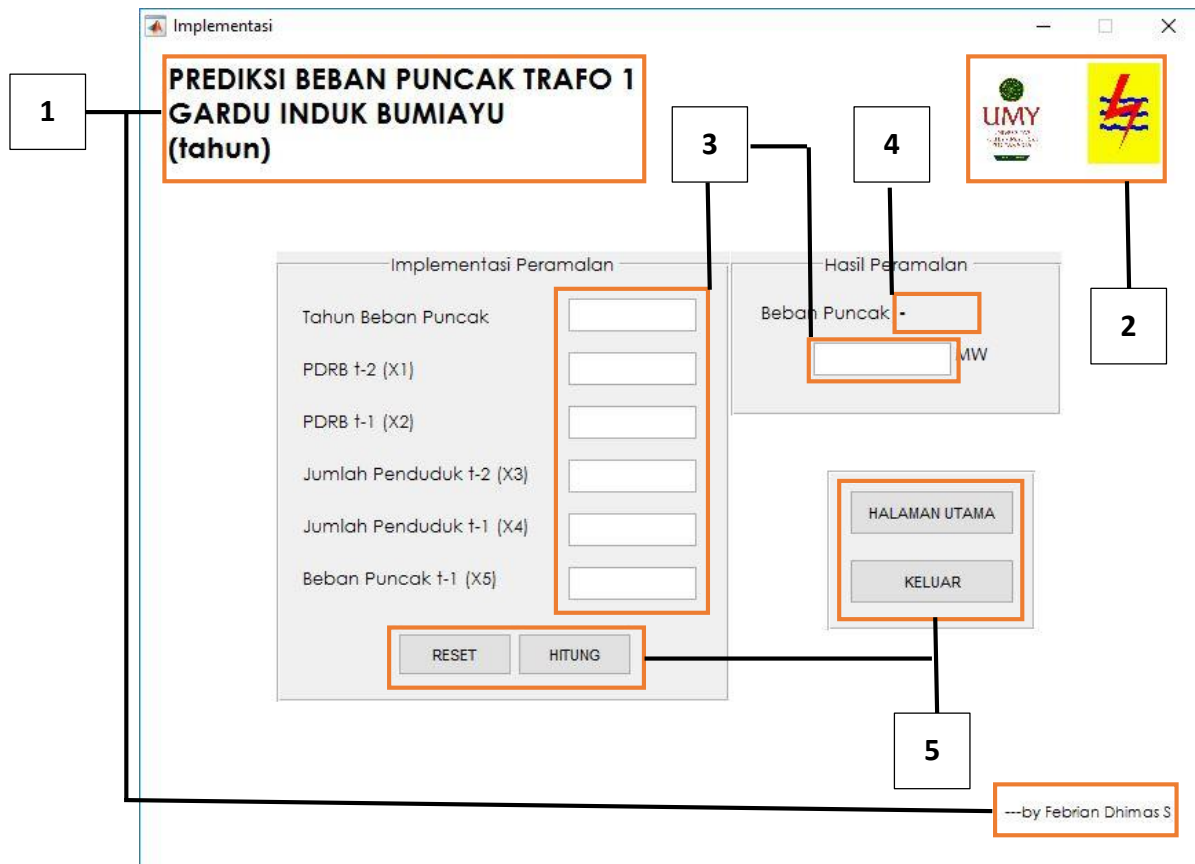 Implementasi
PREDIKSI BEBAN PUNCAK TRAFO 1
GARDU INDUK BUMIAYU
(tahun)
UMY
1
3
4
2
Implementasi Peramalan
Hasil Peramalan
Tahun Beban Puncak
Beban Puncak -
MW
PDRB t-2 (X1)
PDRB t-1 (X2)
Jumlah Penduduk t-2 (X3)
Jumlah Penduduk t-1 (X4)
Beban Puncak t-1 (X5)
RESET
HITUNG
HALAMAN UTAMA
KELUAR
5
---by Febrian Dhimas S